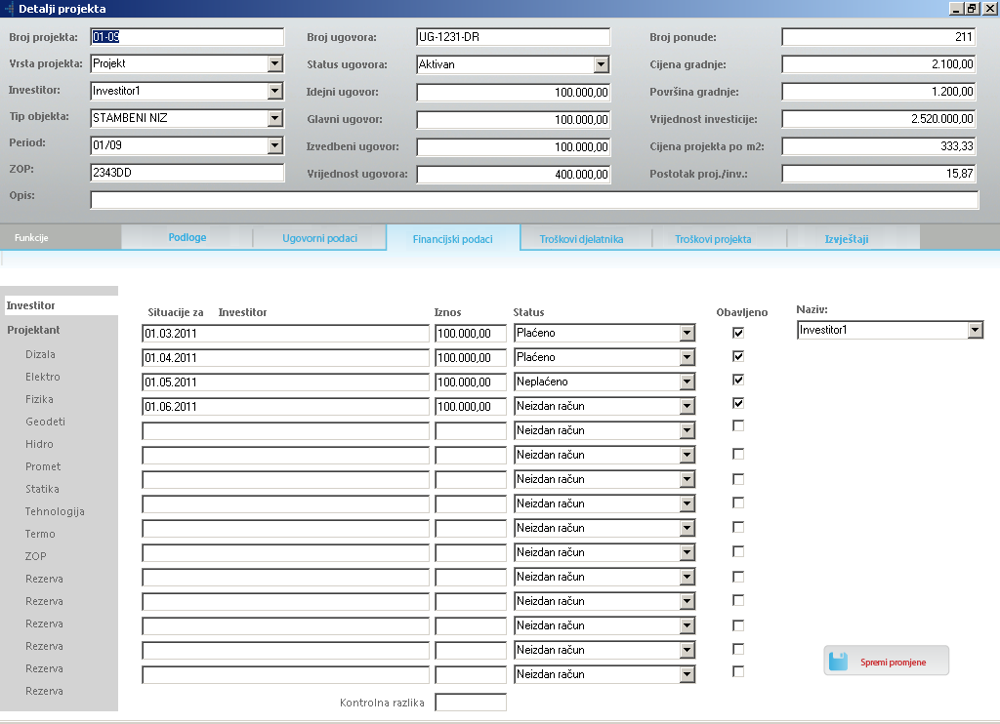 Detalji projekta
Broj projekta: 01-09 Broj ugovora: UG-1231-DR Broj ponude: 211
Vrsta projekta: Projekt Status ugovora: Aktivan Cijena gradnje: 2.100,00
Investitor: Investitor1 Idejni ugovor: 100.000,00 Površina gradnje: 1.200,00
Tip objekta: STAMBENI NIZ Glavni ugovor: 100.000,00 Vrijednost investicije: 2.520.000,00
Period: 01/09 Izvedbeni ugovor: 100.000,00 Cijena projekta po m2: 333,33
ZOP: 2343DD Vrijednost ugovora: 400.000,00 Postotak proj./inv.: 15,87
Opis:
Funkcije Podloge Ugovorni podaci Financijski podaci Troškovi djelatnika Troškovi projekta Izvještaji
Investitor
Projektant
Dizala
Elektro
Fizika
Geodeti
Hidro
Promet
Statika
Tehnologija
Termo
ZOP
Rezerva
Rezerva
Rezerva
Rezerva
Rezerva
Rezerva
Situacije za Investitor Iznos Status Obavljeno
01.03.2011 100.000,00 Plaćeno
01.04.2011 100.000,00 Plaćeno
01.05.2011 100.000,00 Neplaćeno
01.06.2011 100.000,00 Neizdan račun
Neizdan račun
Neizdan račun
Neizdan račun
Neizdan račun
Neizdan račun
Neizdan račun
Neizdan račun
Neizdan račun
Neizdan račun
Neizdan račun
Neizdan račun
Kontrolna razlika
Naziv:
Investitor1
Spremi promjene